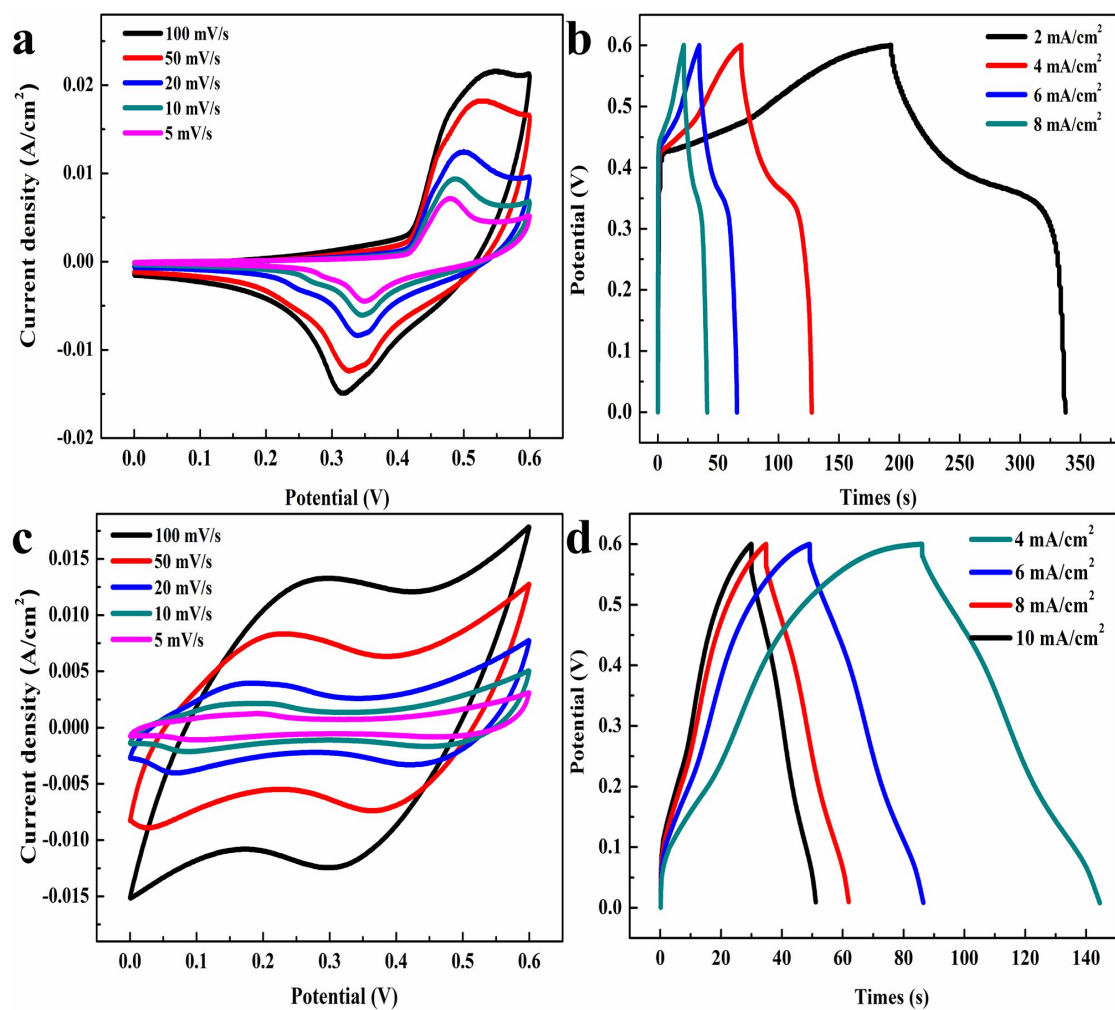 a
100 mV/s
50 mV/s
20 mV/s
10 mV/s
5 mV/s
Current density (A/cm²)
0.02
0.01
0.00
-0.01
-0.02
0.0 0.1 0.2 0.3 0.4 0.5 0.6
Potential (V)
b
2 mA/cm²
4 mA/cm²
6 mA/cm²
8 mA/cm²
Potential (V)
0.6
0.5
0.4
0.3
0.2
0.1
0.0
0 50 100 150 200 250 300 350
Times (s)
c
100 mV/s
50 mV/s
20 mV/s
10 mV/s
5 mV/s
Current density (A/cm²)
0.015
0.010
0.005
0.000
-0.005
-0.010
-0.015
0.0 0.1 0.2 0.3 0.4 0.5 0.6
Potential (V)
d
4 mA/cm²
6 mA/cm²
8 mA/cm²
10 mA/cm²
Potential (V)
0.6
0.5
0.4
0.3
0.2
0.1
0.0
0 20 40 60 80 100 120 140
Times (s)